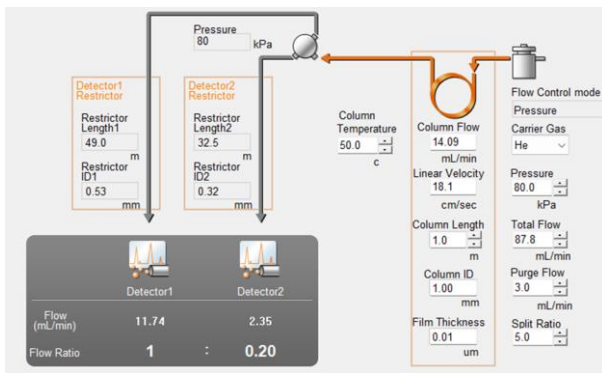 Pressure
80 kPa
Detector1
Restrictor
Restrictor
Length1
49.0
m
Restrictor
ID1
0.53
mm
Detector2
Restrictor
Restrictor
Length2
32.5
m
Restrictor
ID2
0.32
mm
Column
Temperature
50.0
c
Column Flow
14.09
mL/min
Linear Velocity
18.1
cm/sec
Column Length
1.0
m
Column ID
1.00
mm
Film Thickness
0.01
um
Flow Control mode
Pressure
Carrier Gas
He
Pressure
80.0
kPa
Total Flow
87.8
mL/min
Purge Flow
3.0
mL/min
Split Ratio
5.0
Detector1 Detector2
Flow
(mL/min) 11.74 2.35
Flow Ratio 1 : 0.20